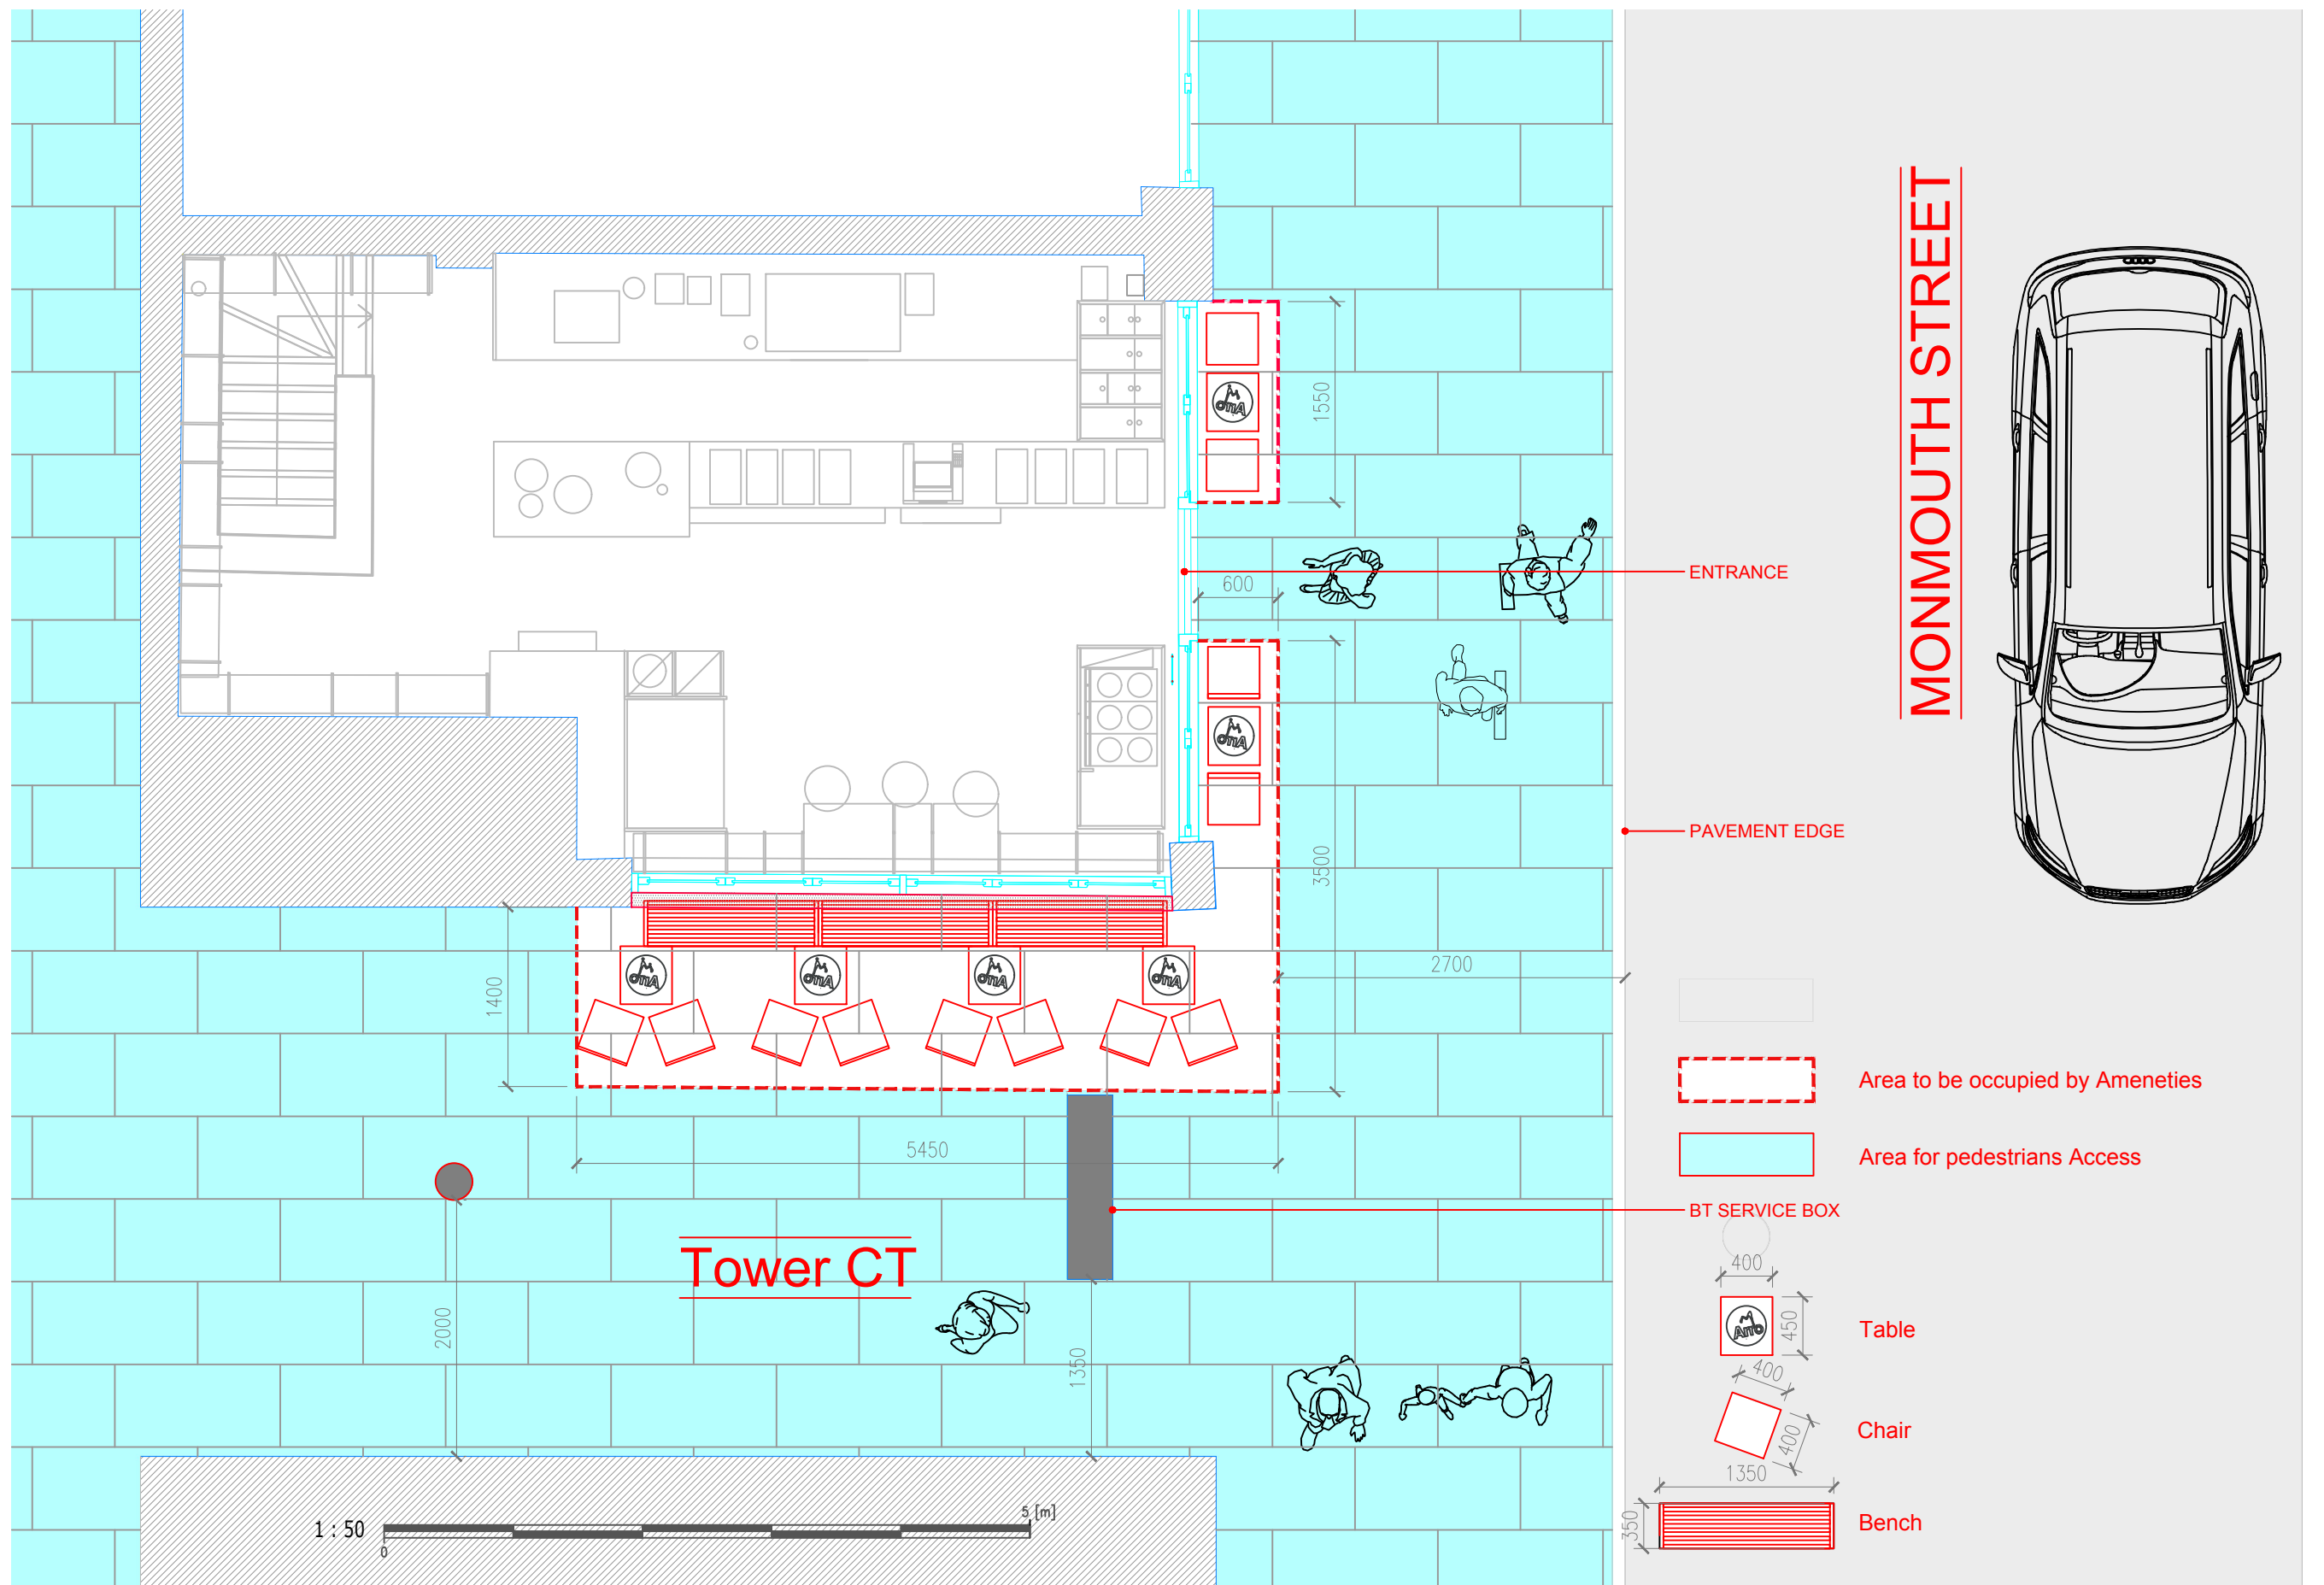 MONMOUTH STREET
1550
ENTRANCE
600
PAVEMENT EDGE
3500
2700
1400
Area to be occupied by Ameneties
5450
Area for pedestrians Access
BT SERVICE BOX
Tower CT
2000
1350
400
450
AITO
Table
400
400
Chair
1350
350
Bench
1 : 50
0
5 [m]